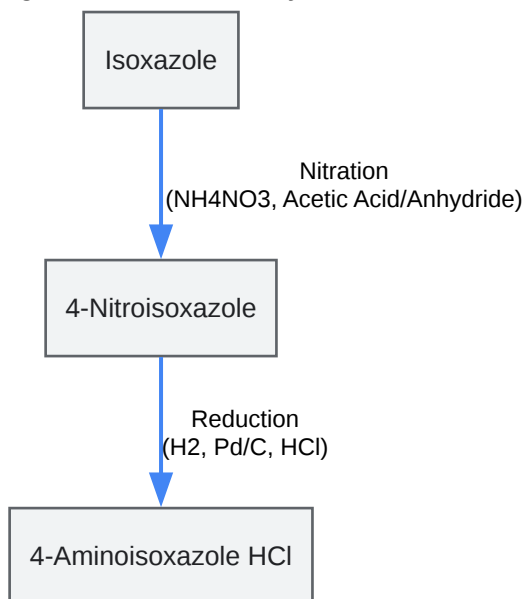 Isoxazole
Nitration
(NH4NO3, Acetic Acid/Anhydride)
4-Nitroisoxazole
Reduction
(H2, Pd/C, HCl)
4-Aminoisoxazole HCl